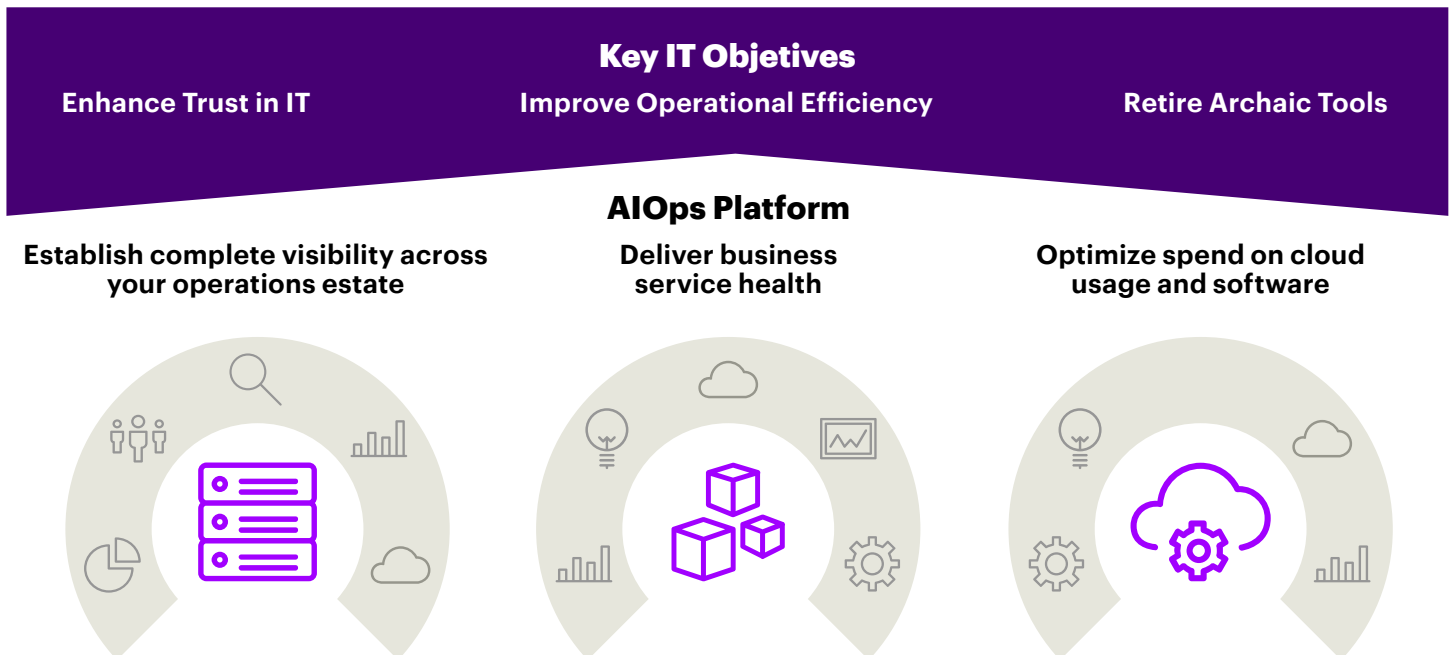 Key IT Objetives
Enhance Trust in IT
Improve Operational Efficiency
Retire Archaic Tools
AIOps Platform
Establish complete visibility across
your operations estate
Deliver business
service health
Optimize spend on cloud
usage and software